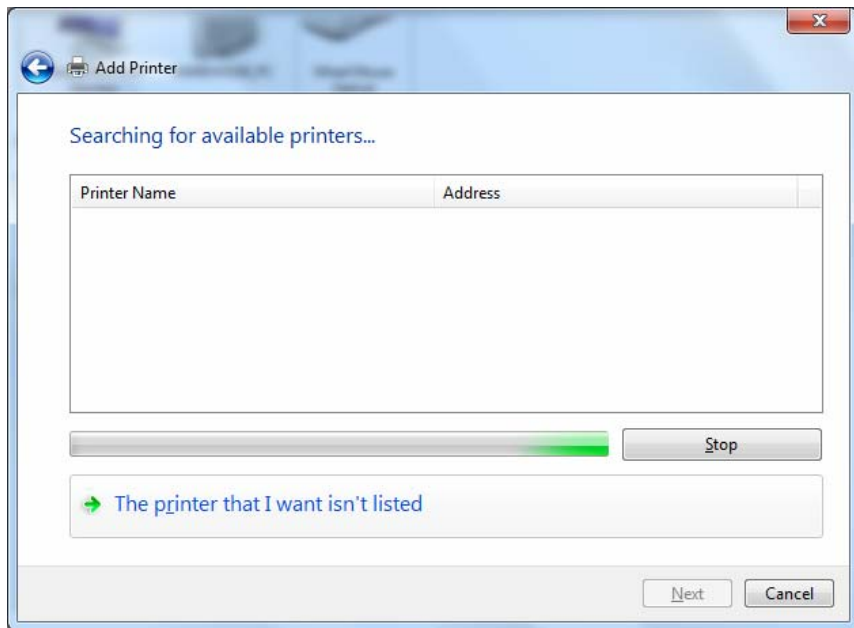 Add Printer
Searching for available printers...
Printer Name Address
Stop
The printer that I want isn't listed
Next Cancel